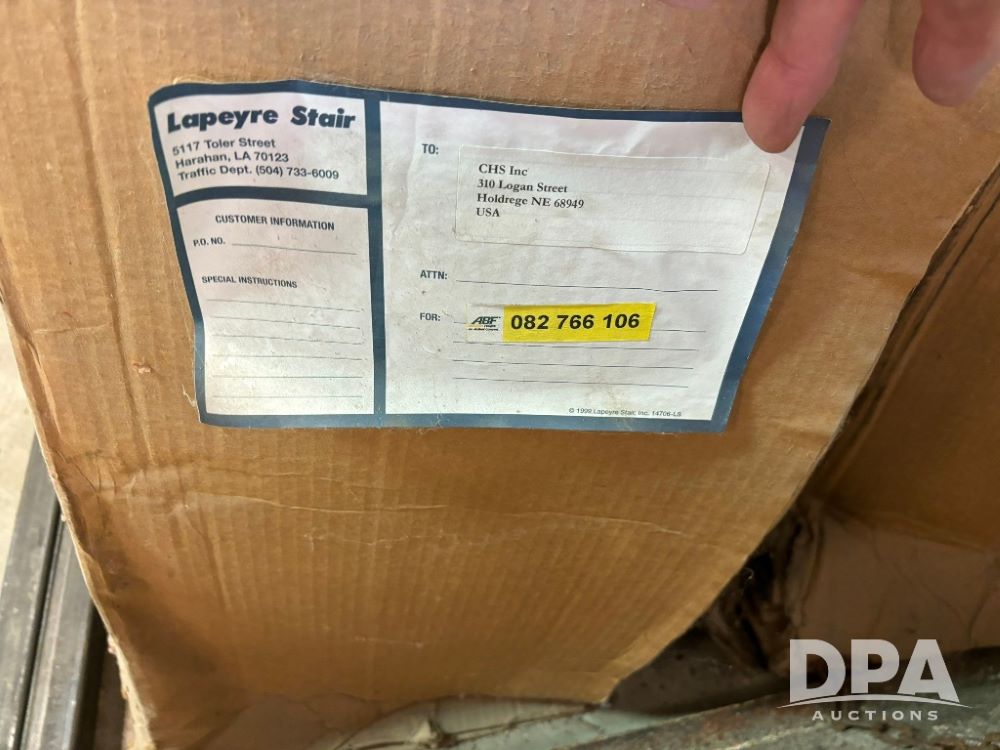 Lapeyre Stair
5117 Toler Street
Harahan, LA 70123
Traffic Dept. (504) 733-6009
CUSTOMER INFORMATION
P.O. NO.
SPECIAL INSTRUCTIONS
TO:
CHS Inc
310 Logan Street
Holdrege NE 68949
USA
ATTN:
FOR:
ABF
082 766 106
© 1999 Lapeyre Stair, Inc. 14706-LS
DPA
AUCTIONS